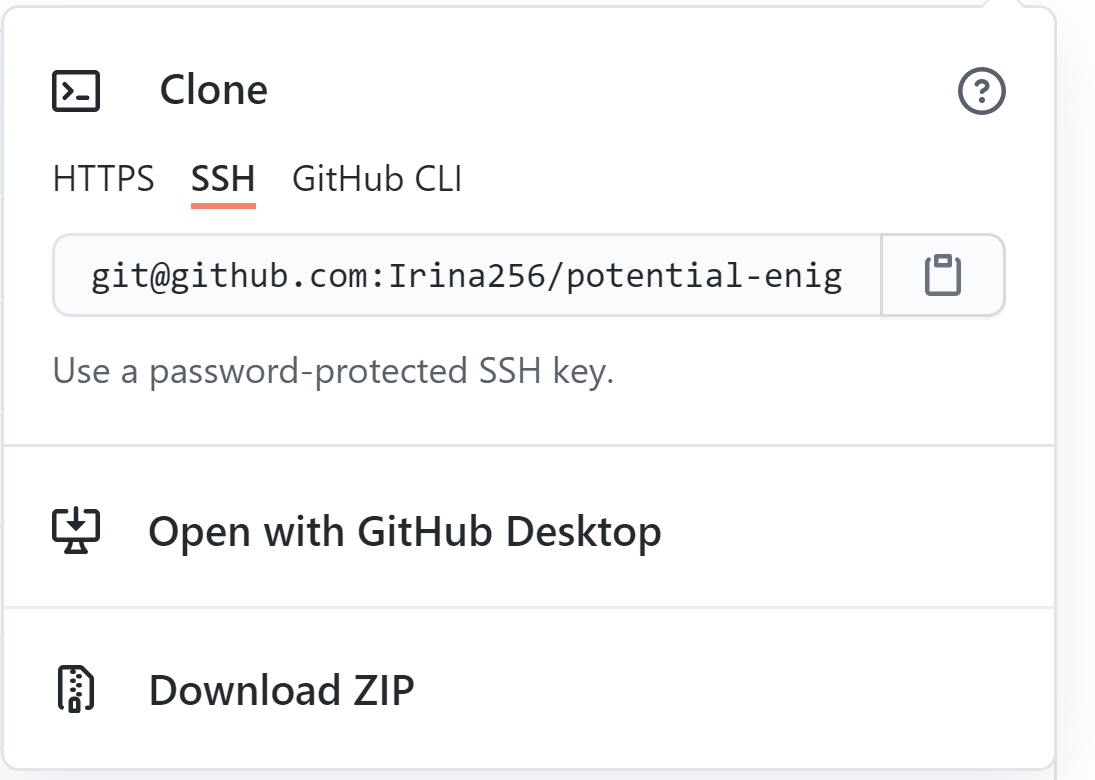 Clone
HTTPS SSH GitHub CLI
git@github.com:Irina256/potential-enig
Use a password-protected SSH key.
Open with GitHub Desktop
Download ZIP